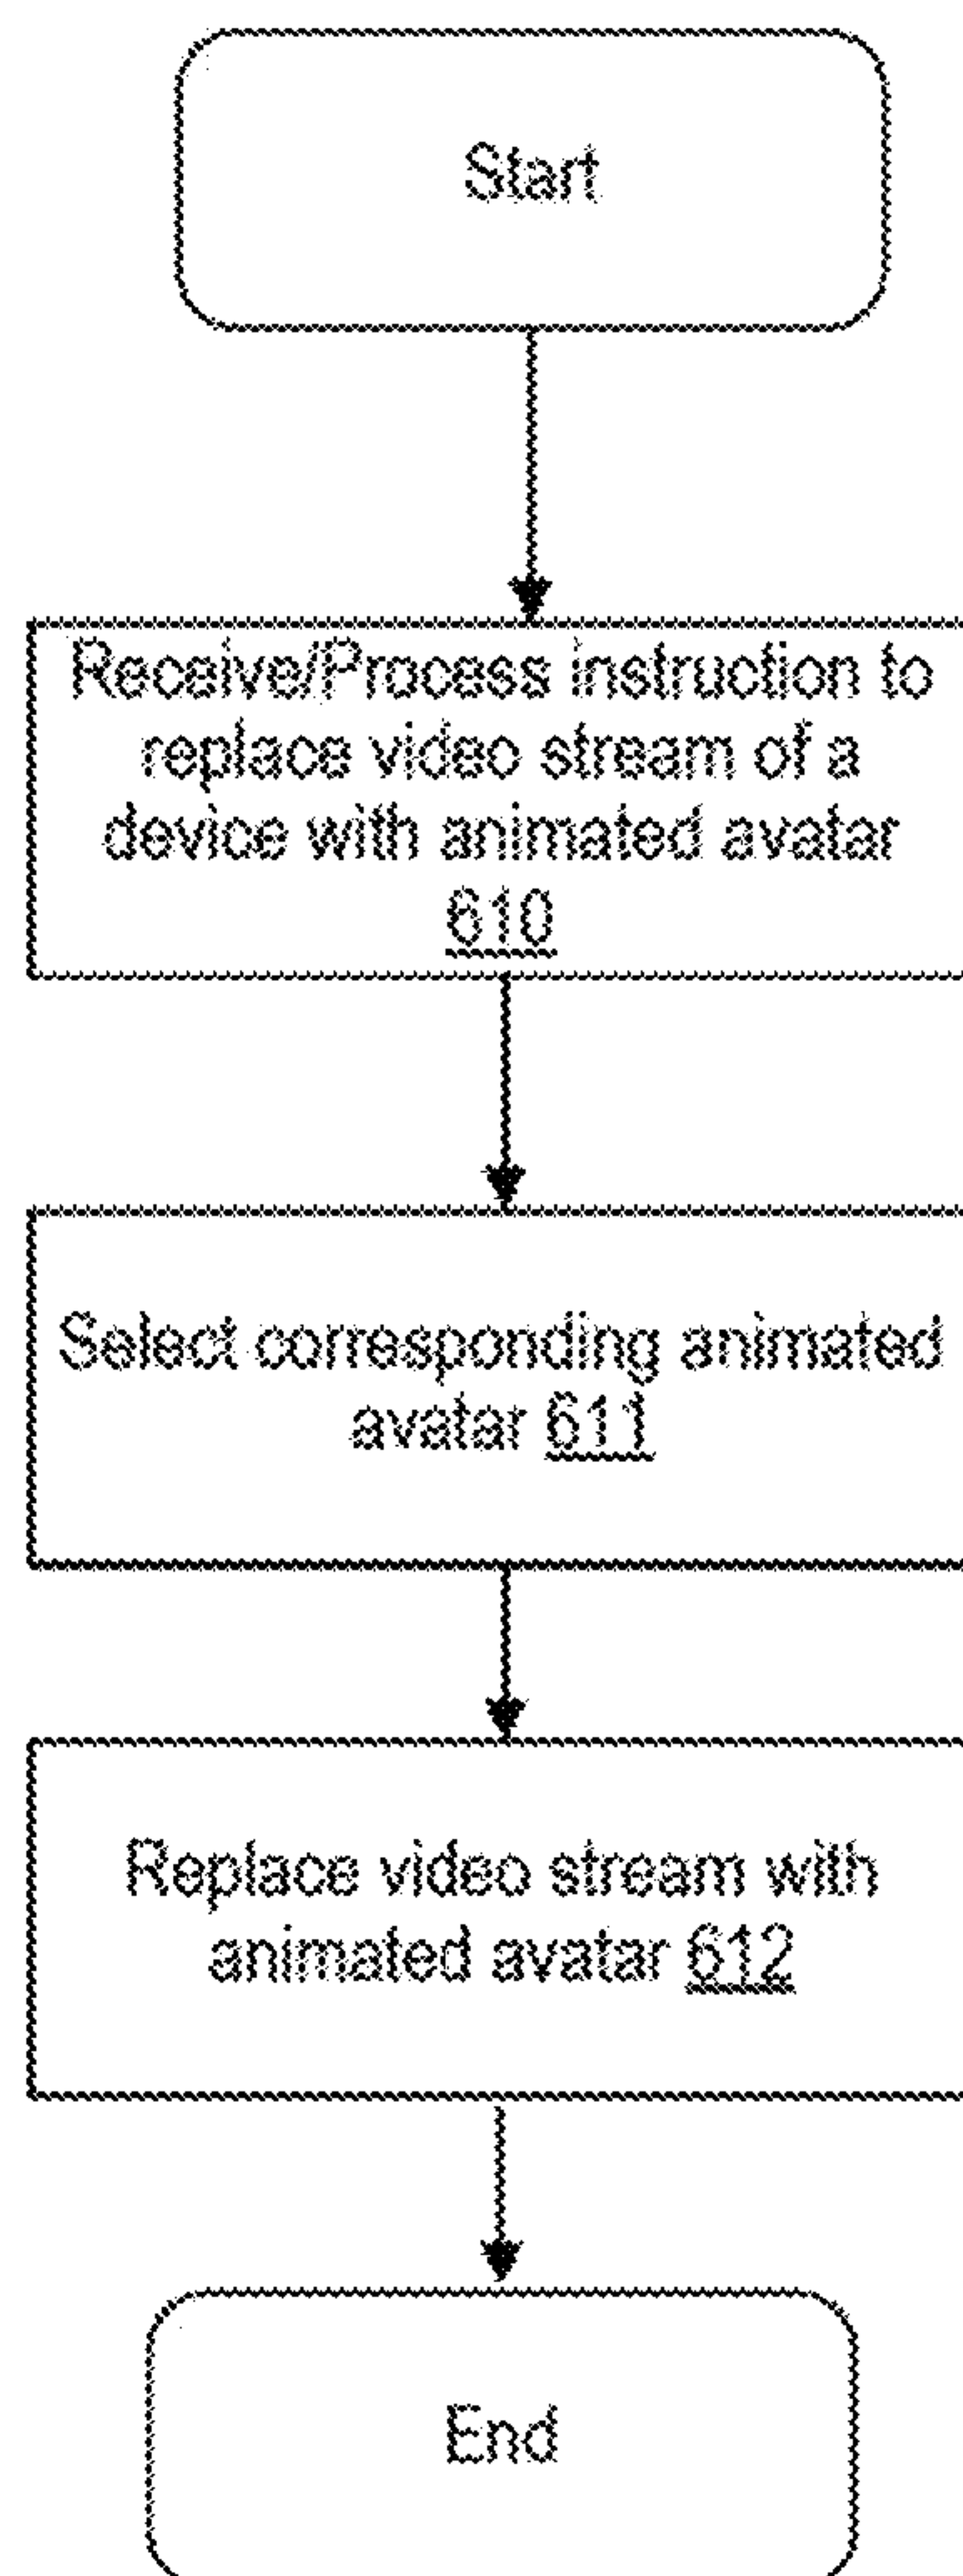 Start
Receive/Process instruction to
replace video stream of a
device with animated avatar
610
Select corresponding animated
avatar 611
Replace video stream with
animated avatar 612
End